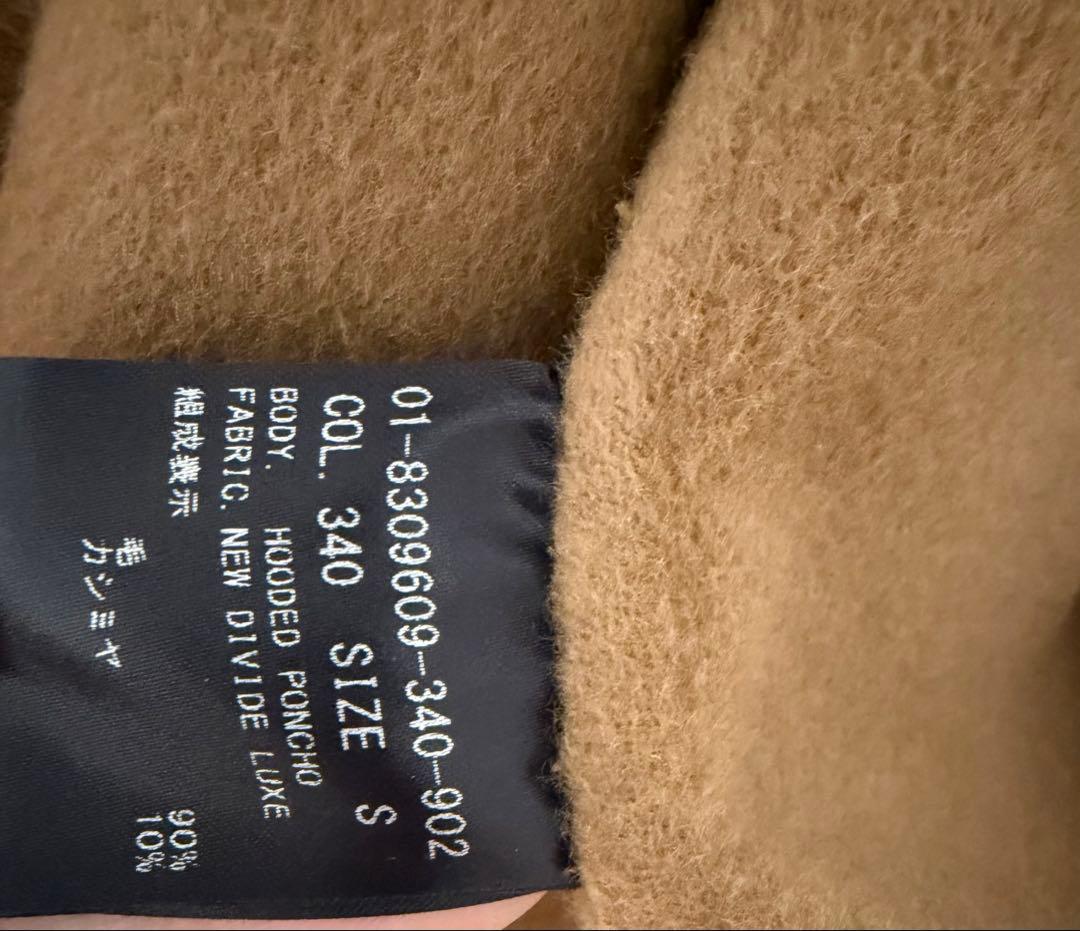 01-8309609-340-902
COL. 340 SIZE S
BODY. HOODED PONCHO
FABRIC. NEW DIVIDE LUXE
組成表示
毛 90%
カシミヤ 10%